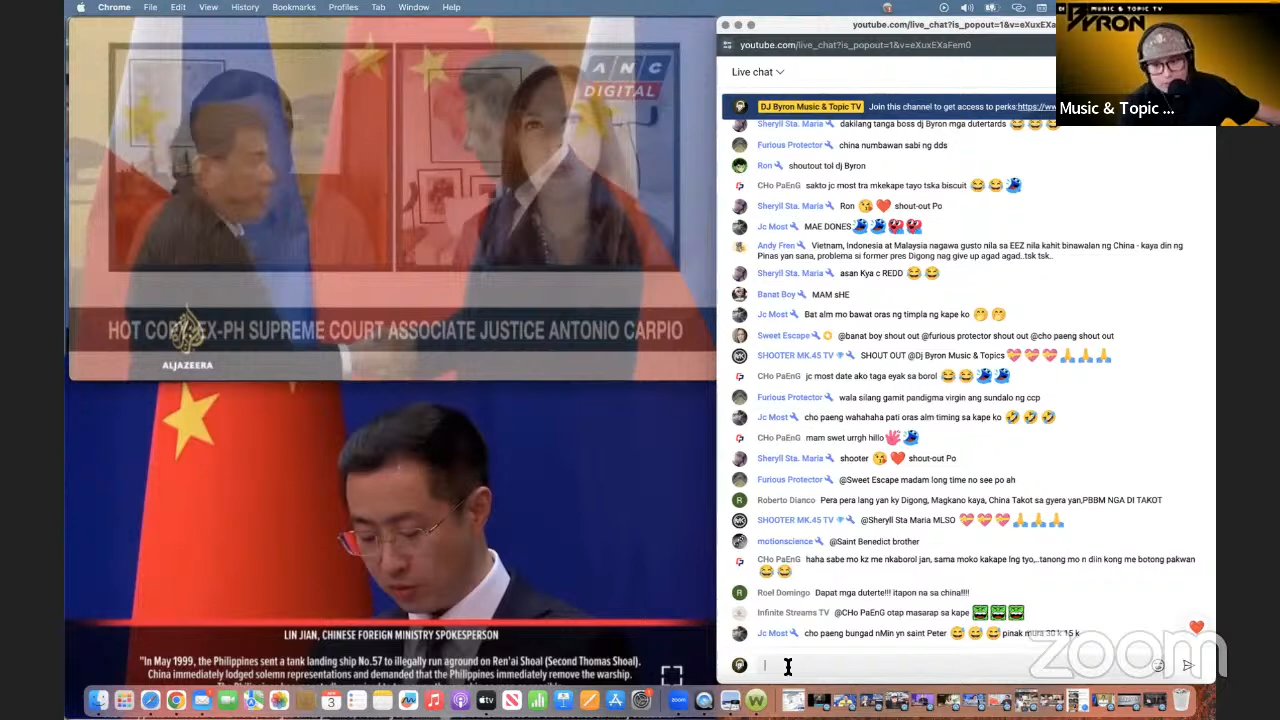 Chrome File Edit View History Bookmarks Profiles Tab Window Help
youtube.com/live_chat?is_popout=1&v=eXuxEXa
youtube.com/live_chat?is_popout=1&v=eXuxEXaFem0
MUSIC & TOPIC TV
BYRON
Music & Topic ...
Live chat
DJ Byron Music & Topic TV Join this channel to get access to perks:https://ww
Sheryll Sta. Maria dakilang tanga boss dj Byron mga dutertards 😂😂😂
Furious Protector china numbawan sabi ng dds
Ron shoutout tol dj Byron
CHo PaEnG sakto jc most tra mkekape tayo tska biscuit 😂😂
Sheryll Sta. Maria Ron 😘❤️ shout-out Po
Jc Most MAE DONES
Andy Fren Vietnam, Indonesia at Malaysia nagawa gusto nila sa EEZ nila kahit binawalan ng China - kaya din ng
Pinas yan sana, problema si former pres Digong nag give up agad agad..tsk tsk..
Sheryll Sta. Maria asan Kya c REDD 😂😂
Banat Boy MAM sHE
Jc Most Bat alm mo bawat oras ng timpla ng kape ko 🤭🤭
Sweet Escape @banat boy shout out @furious protector shout out @cho paeng shout out
SHOOTER MK.45 TV SHOUT OUT @Dj Byron Music & Topics 💝💝💝🙏🙏🙏
CHo PaEnG jc most date ako taga eyak sa borol 😂😂
Furious Protector wala silang gamit pandigma virgin ang sundalo ng ccp
Jc Most cho paeng wahahaha pati oras alm timing sa kape ko 🤣🤣🤣
CHo PaEnG mam swet urrgh hillo
Sheryll Sta. Maria shooter 😘❤️ shout-out Po
Furious Protector @Sweet Escape madam long time no see po ah
Roberto Dianco Pera pera lang yan ky Digong, Magkano kaya, China Takot sa gyera yan,PBBM NGA DI TAKOT
SHOOTER MK.45 TV @Sheryll Sta Maria MLSO 💝💝💝🙏🙏🙏
motionscience @Saint Benedict brother
CHo PaEnG haha sabe mo kz me nkaborol jan, sama moko kakape lng tyo,..tanong mo n diin kong me botong pakwan
😂😂
Roel Domingo Dapat mga duterte!!! itapon na sa china!!!!
Infinite Streams TV @CHo PaEnG otap masarap sa kape
Jc Most cho paeng bungad nMin yn saint Peter 😅😅😅 pinak mura 30 k 15 k
zoom
ANC
DIGITAL
HOT COPY EX-PH SUPREME COURT ASSOCIATE JUSTICE ANTONIO CARPIO
ALJAZEERA
LIN JIAN, CHINESE FOREIGN MINISTRY SPOKESPERSON
"In May 1999, the Philippines sent a tank landing ship No.57 to illegally run aground on Ren'ai Shoal (Second Thomas Shoal).
China immediately lodged solemn representations and demanded that the Philippines immediately remove the warship.